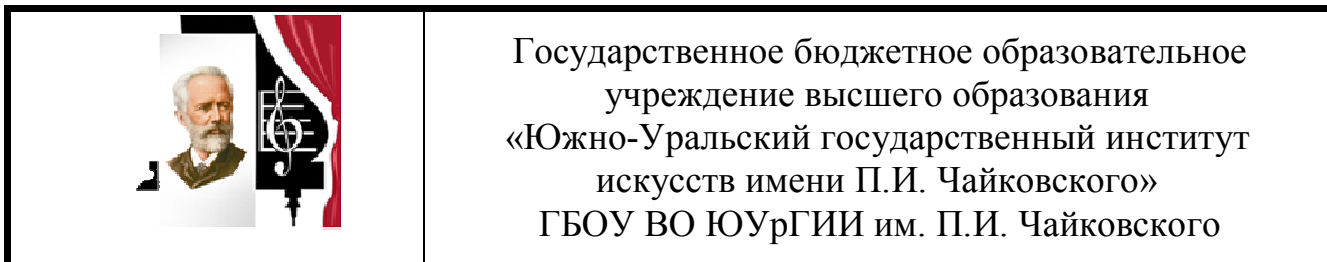 Государственное бюджетное образовательное
учреждение высшего образования
«Южно-Уральский государственный институт
искусств имени П.И. Чайковского»
ГБОУ ВО ЮУрГИИ им. П.И. Чайковского